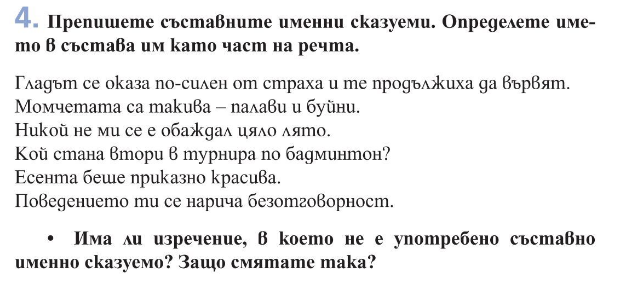 4. Препишете съставните именни сказуеми. Определете име-
то в състава им като част на речта.
Гладът се оказа по-силен от страха и те продължиха да вървят.
Момчетата са такива – палави и буйни.
Никой не ми се е обаждал цяло лято.
Кой стана втори в турнира по бадминтон?
Есента беше приказно красива.
Поведението ти се нарича безотговорност.
• Има ли изречение, в което не е употребено съставно
именно сказуемо? Защо смятате така?